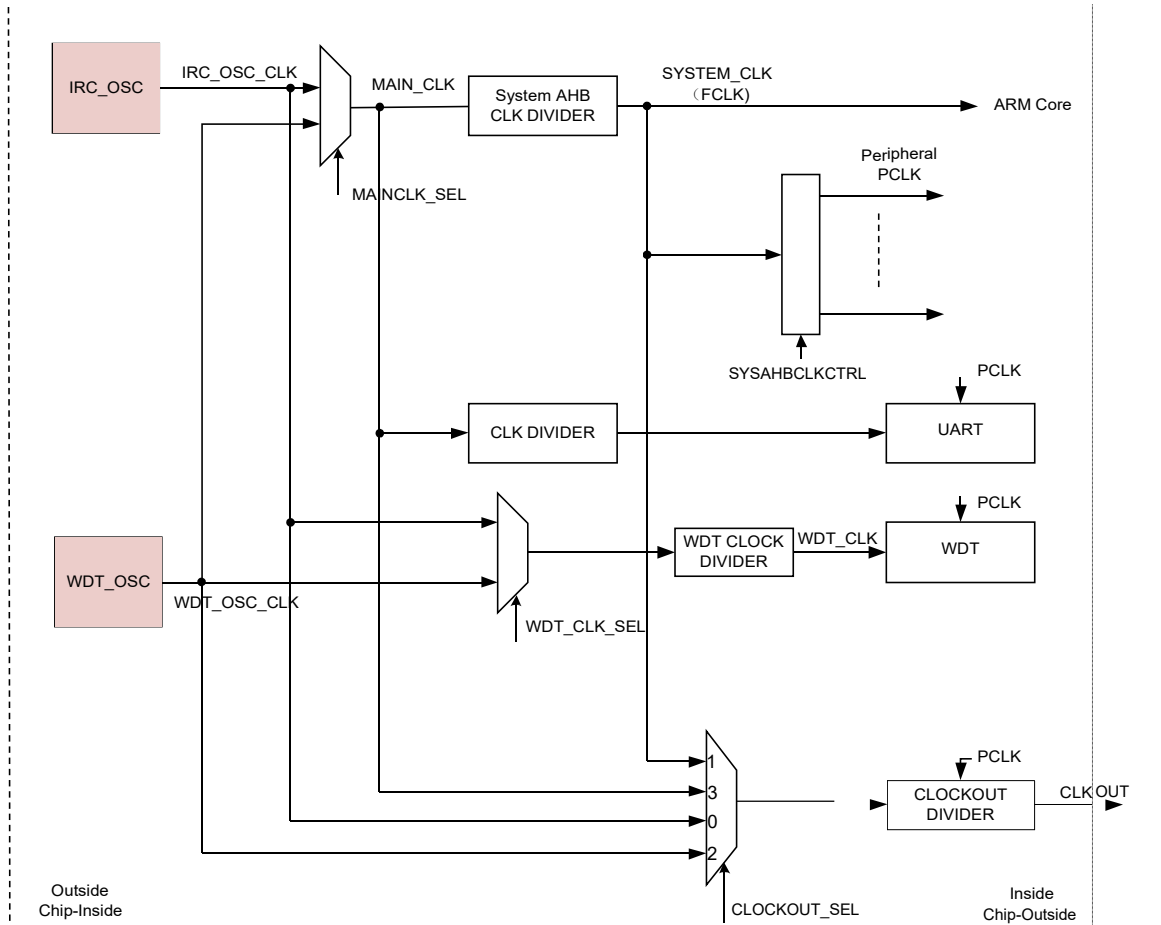 IRC_OSC
IRC_OSC_CLK
MAIN_CLK
System AHB
CLK DIVIDER
SYSTEM_CLK
（FCLK)
ARM Core
MAINCLK_SEL
Peripheral
PCLK
SYSAHBCLKCTRL
PCLK
CLK DIVIDER
UART
PCLK
WDT_OSC
WDT_OSC_CLK
WDT CLOCK
DIVIDER
WDT_CLK
WDT
WDT_CLK_SEL
1
3
0
2
PCLK
CLOCKOUT
DIVIDER
CLKOUT
CLOCKOUT_SEL
Outside
Chip-Inside
Inside
Chip-Outside